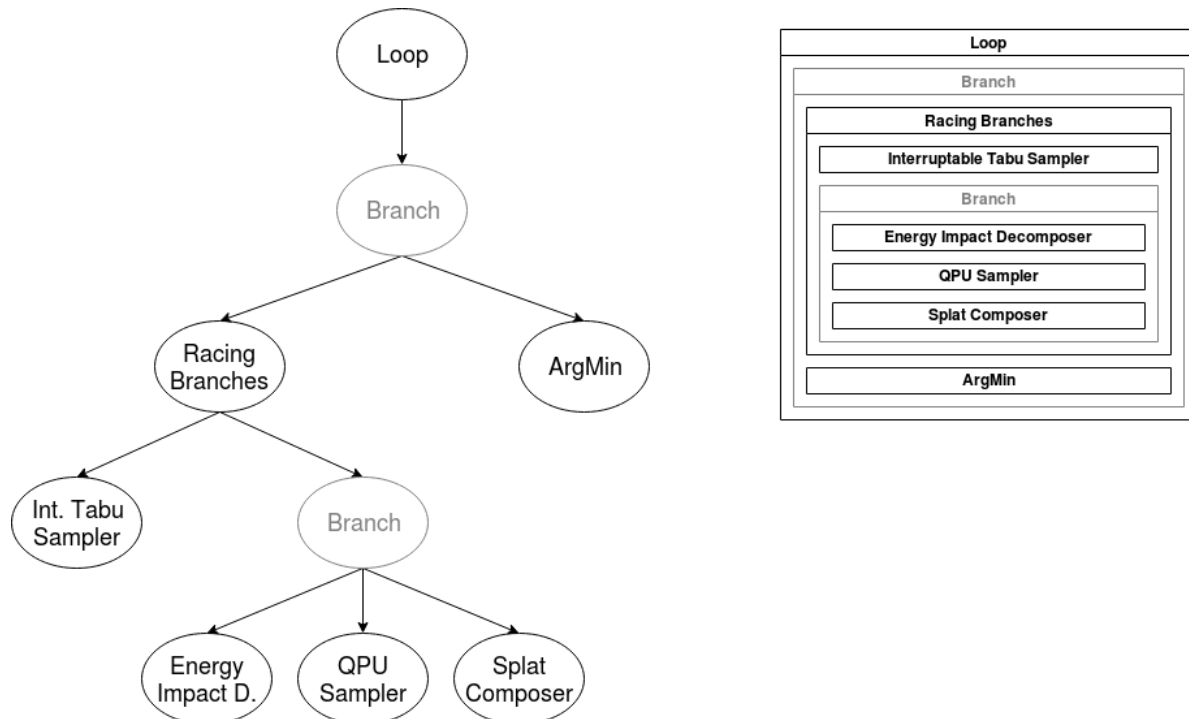 Loop
Branch
Racing
Branches
ArgMin
Int. Tabu
Sampler
Branch
Energy
Impact D.
QPU
Sampler
Splat
Composer
Loop
Branch
Racing Branches
Interruptable Tabu Sampler
Branch
Energy Impact Decomposer
QPU Sampler
Splat Composer
ArgMin